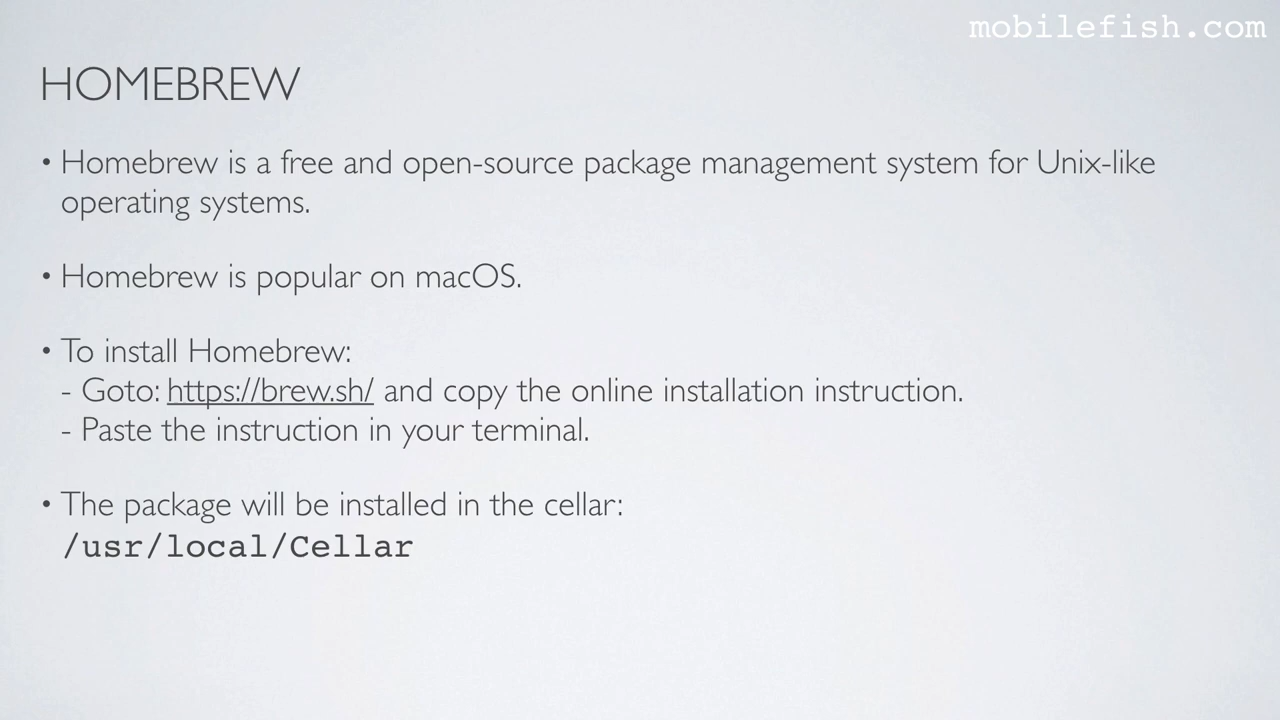 mobilefish.com
HOMEBREW
• Homebrew is a free and open-source package management system for Unix-like
operating systems.
• Homebrew is popular on macOS.
• To install Homebrew:
- Goto: https://brew.sh/ and copy the online installation instruction.
- Paste the instruction in your terminal.
• The package will be installed in the cellar:
/usr/local/Cellar